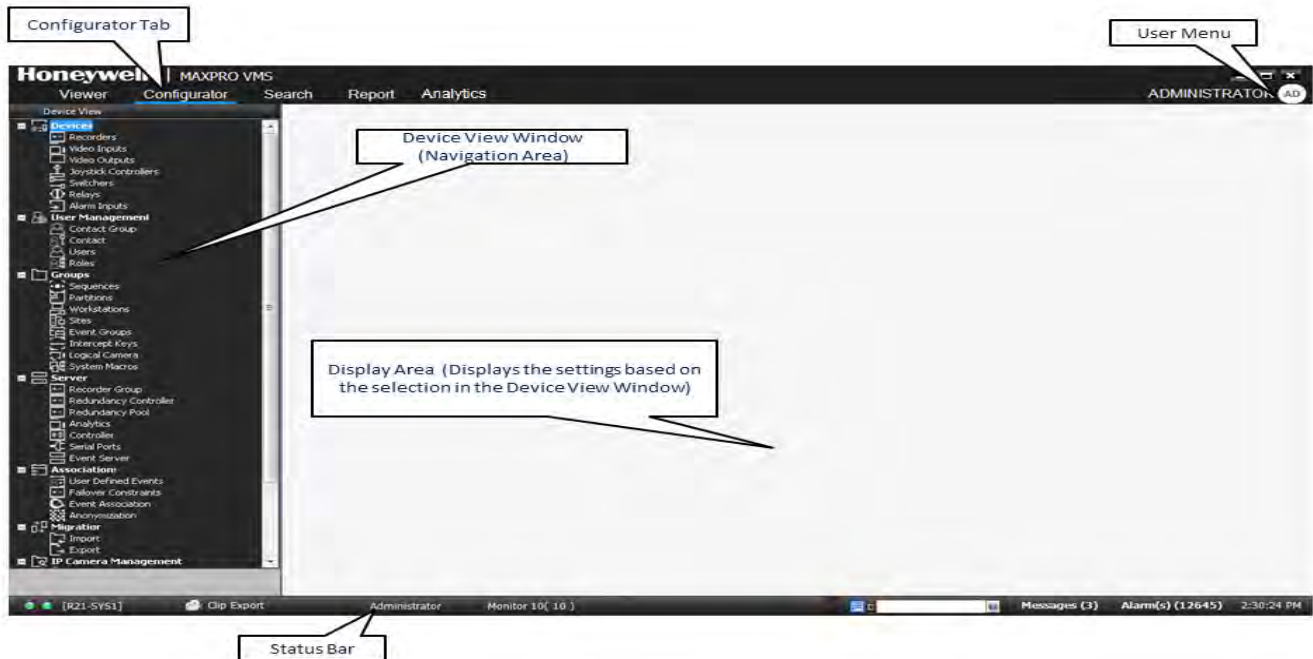 Configurator Tab
User Menu
Honeywell | MAXPRO VMS
Viewer Configurator Search Report Analytics ADMINISTRATOR AD
Device View
Devices
Recorders
Video Inputs
Video Outputs
Joystick Controllers
Switchers
Relays
Alarm Inputs
User Management
Contact Group
Contact
Users
Roles
Groups
Sequences
Partitions
Workstations
Sites
Event Groups
Intercept Keys
Logical Camera
System Macros
Server
Recorder Group
Redundancy Controller
Redundancy Pool
Analytics
Controller
Serial Ports
Event Server
Associations
User Defined Events
Failover Constraints
Event Association
Anonymization
Migration
Import
Export
IP Camera Management
Device View Window
(Navigation Area)
Display Area (Displays the settings based on
the selection in the Device View Window)
[R21-SYS1] Clip Export Administrator Monitor 10( 10 ) Messages (3) Alarm(s) (12645) 2:30:24 PM
Status Bar